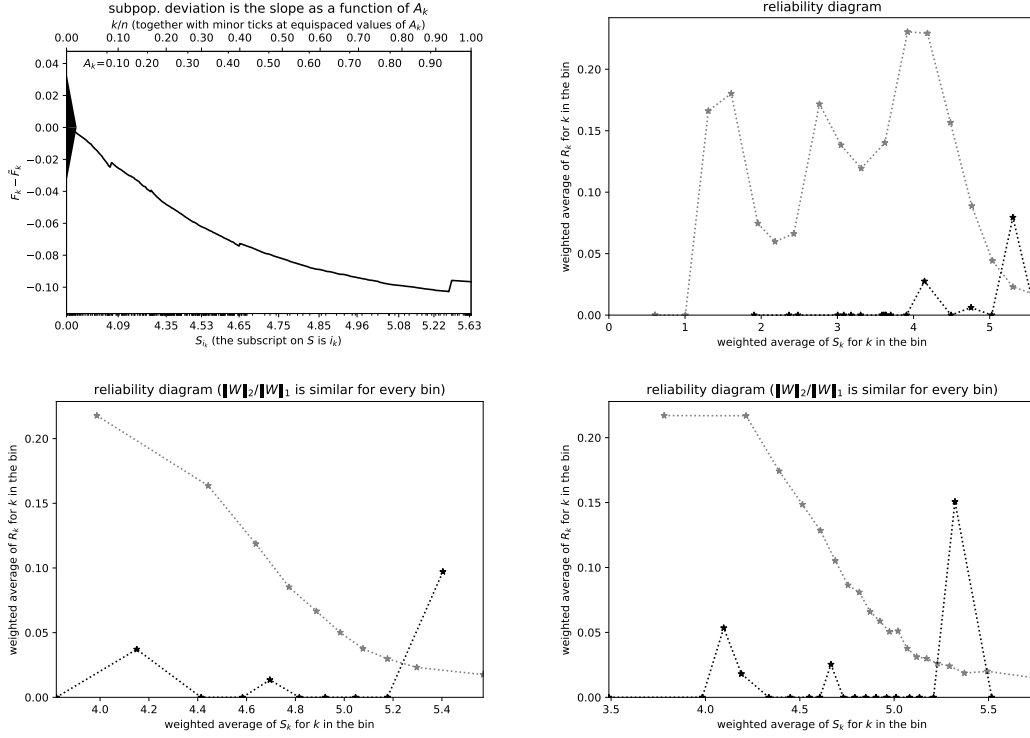 subpop. deviation is the slope as a function of A_k
k/n (together with minor ticks at equispaced values of A_k)
0.00 0.10 0.20 0.30 0.40 0.50 0.60 0.70 0.80 0.90 1.00
A_k=0.10 0.20 0.30 0.40 0.50 0.60 0.70 0.80 0.90
0.04
0.02
0.00
−0.02
−0.04
−0.06
−0.08
−0.10
F_k − F̃_k
0.00 4.09 4.35 4.53 4.65 4.75 4.85 4.96 5.08 5.22 5.63
S_{i_k} (the subscript on S is i_k)
reliability diagram
0.20
0.15
0.10
0.05
0.00
weighted average of R_k for k in the bin
0 1 2 3 4 5
weighted average of S_k for k in the bin
reliability diagram (‖W‖_2/‖W‖_1 is similar for every bin)
0.20
0.15
0.10
0.05
0.00
weighted average of R_k for k in the bin
4.0 4.2 4.4 4.6 4.8 5.0 5.2 5.4
weighted average of S_k for k in the bin
reliability diagram (‖W‖_2/‖W‖_1 is similar for every bin)
0.20
0.15
0.10
0.05
0.00
weighted average of R_k for k in the bin
3.5 4.0 4.5 5.0 5.5
weighted average of S_k for k in the bin